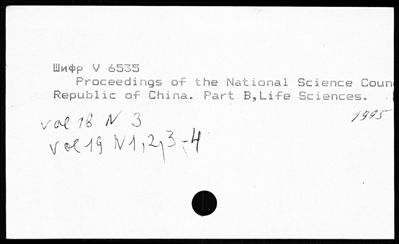 Шифр V 6535
Proceedings of the National Science Coun
Republic of China. Part B,Life Sciences.
1995
vol 18 N 3
vol 19 N1,2,3-4